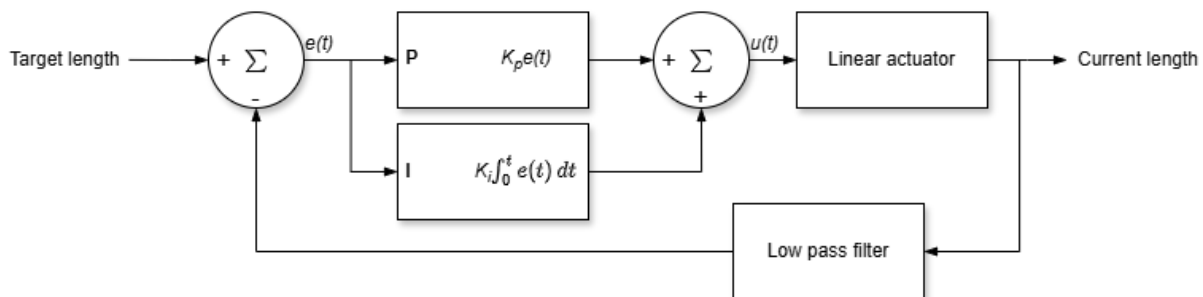 Target length
+ Σ
-
e(t)
P Kₚe(t)
I Kᵢ∫₀ᵗ e(t) dt
+ Σ
+
u(t)
Linear actuator
Current length
Low pass filter